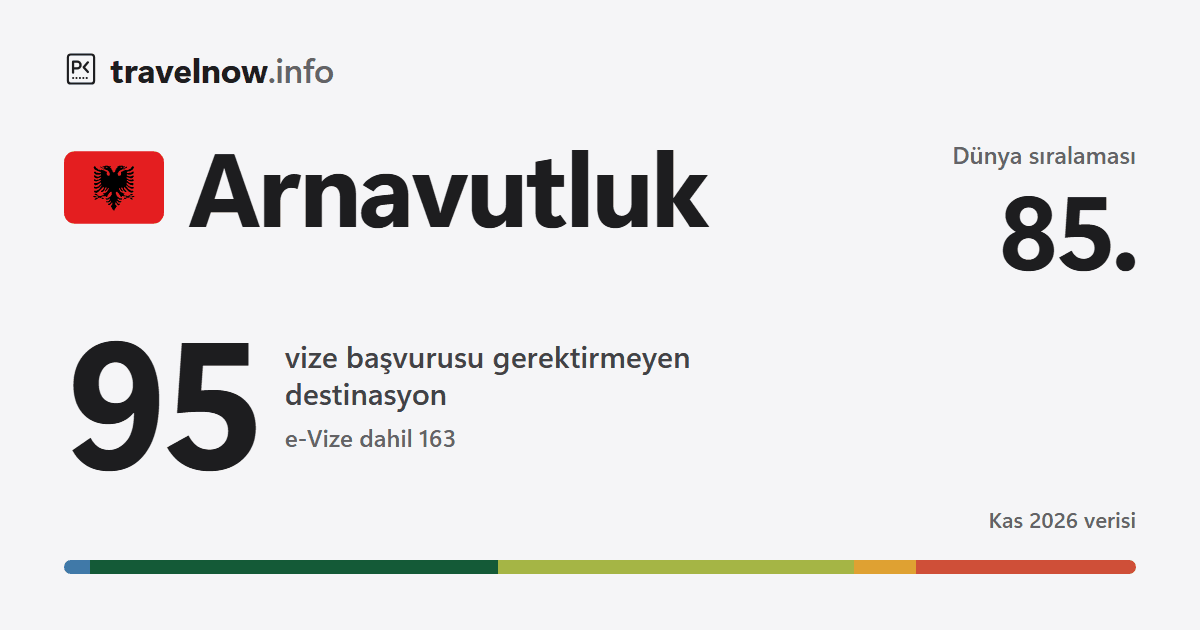 travelnow.info
Arnavutluk
Dünya sıralaması
85.
95
vize başvurusu gerektirmeyen
destinasyon
e-Vize dahil 163
Kas 2026 verisi